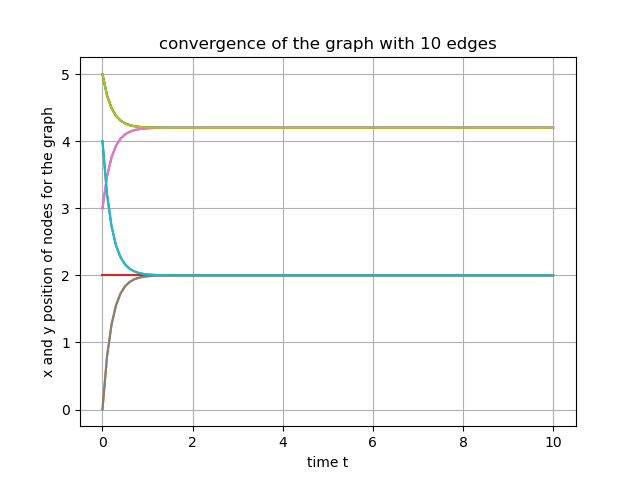 convergence of the graph with 10 edges
5
4
3
2
1
0
x and y position of nodes for the graph
0 2 4 6 8 10
time t